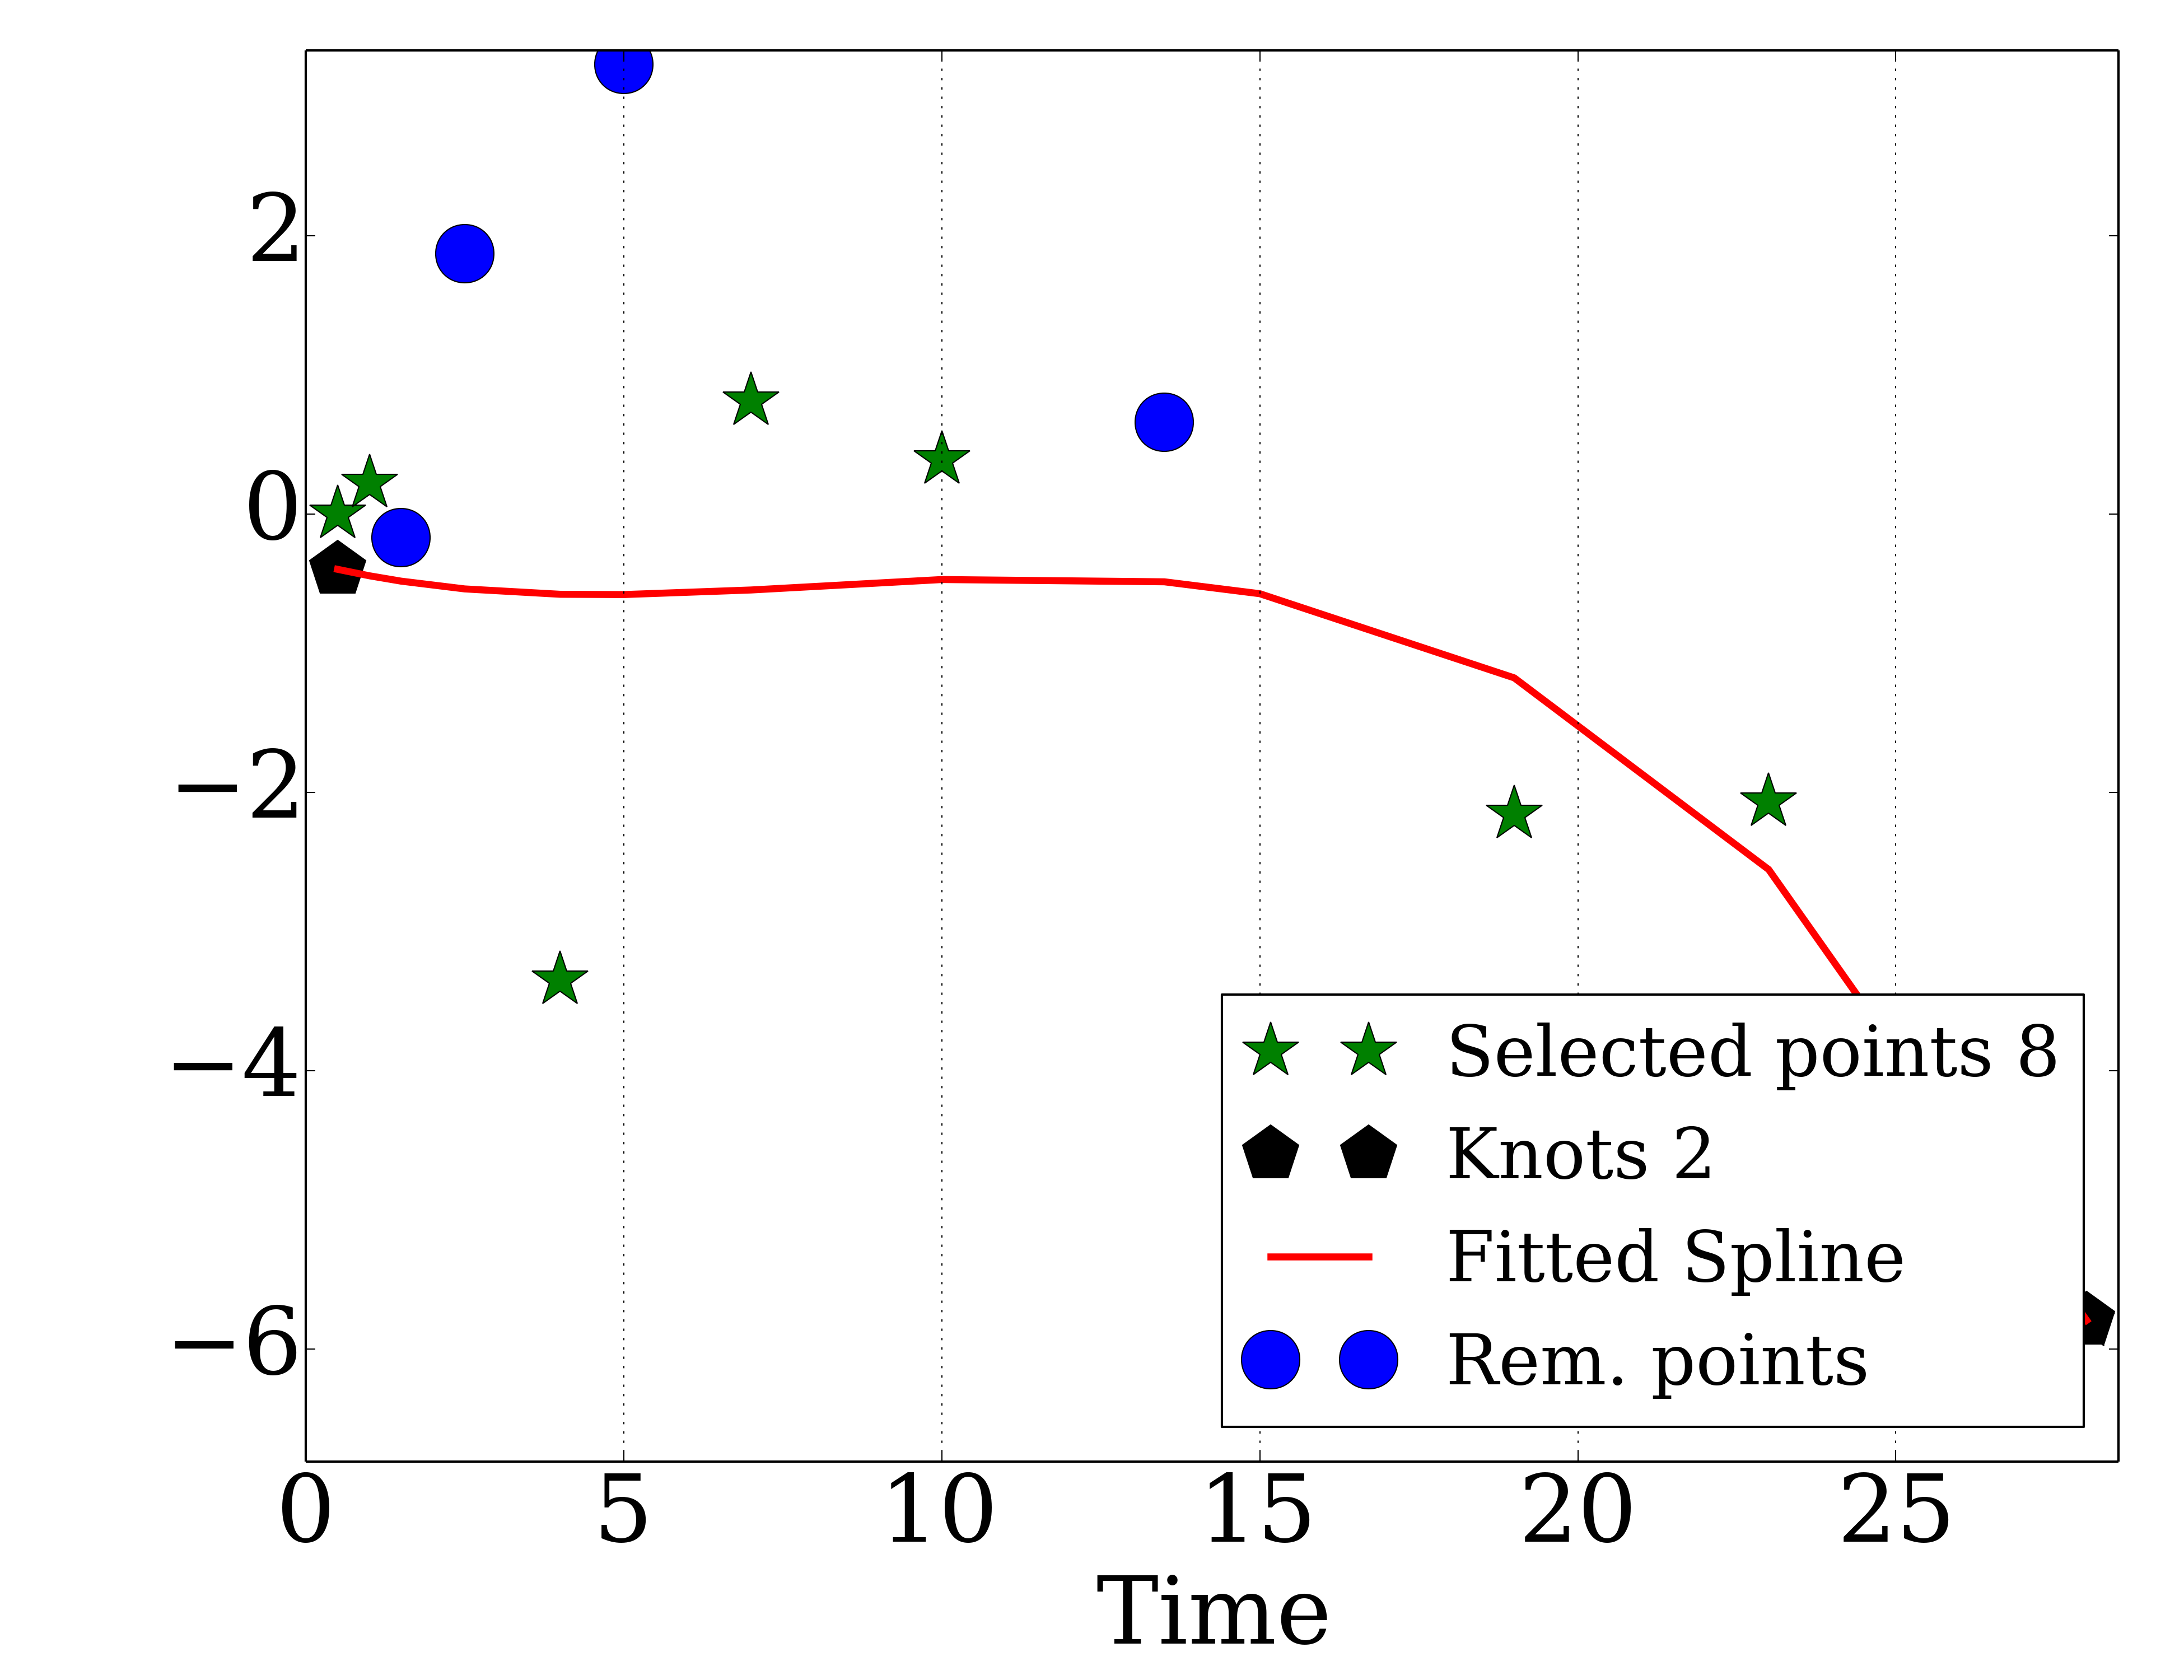 2
0
−2
−4
−6
0 5 10 15 20 25
Time
Selected points 8
Knots 2
Fitted Spline
Rem. points